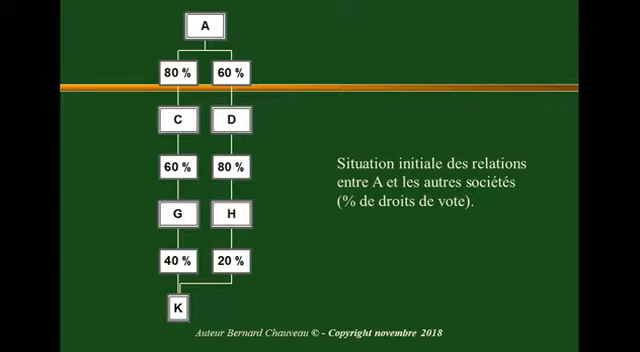 A
80 % 60 %
C D
60 % 80 %
G H
40 % 20 %
K
Situation initiale des relations
entre A et les autres sociétés
(% de droits de vote).
Auteur Bernard Chauveau © - Copyright novembre 2018